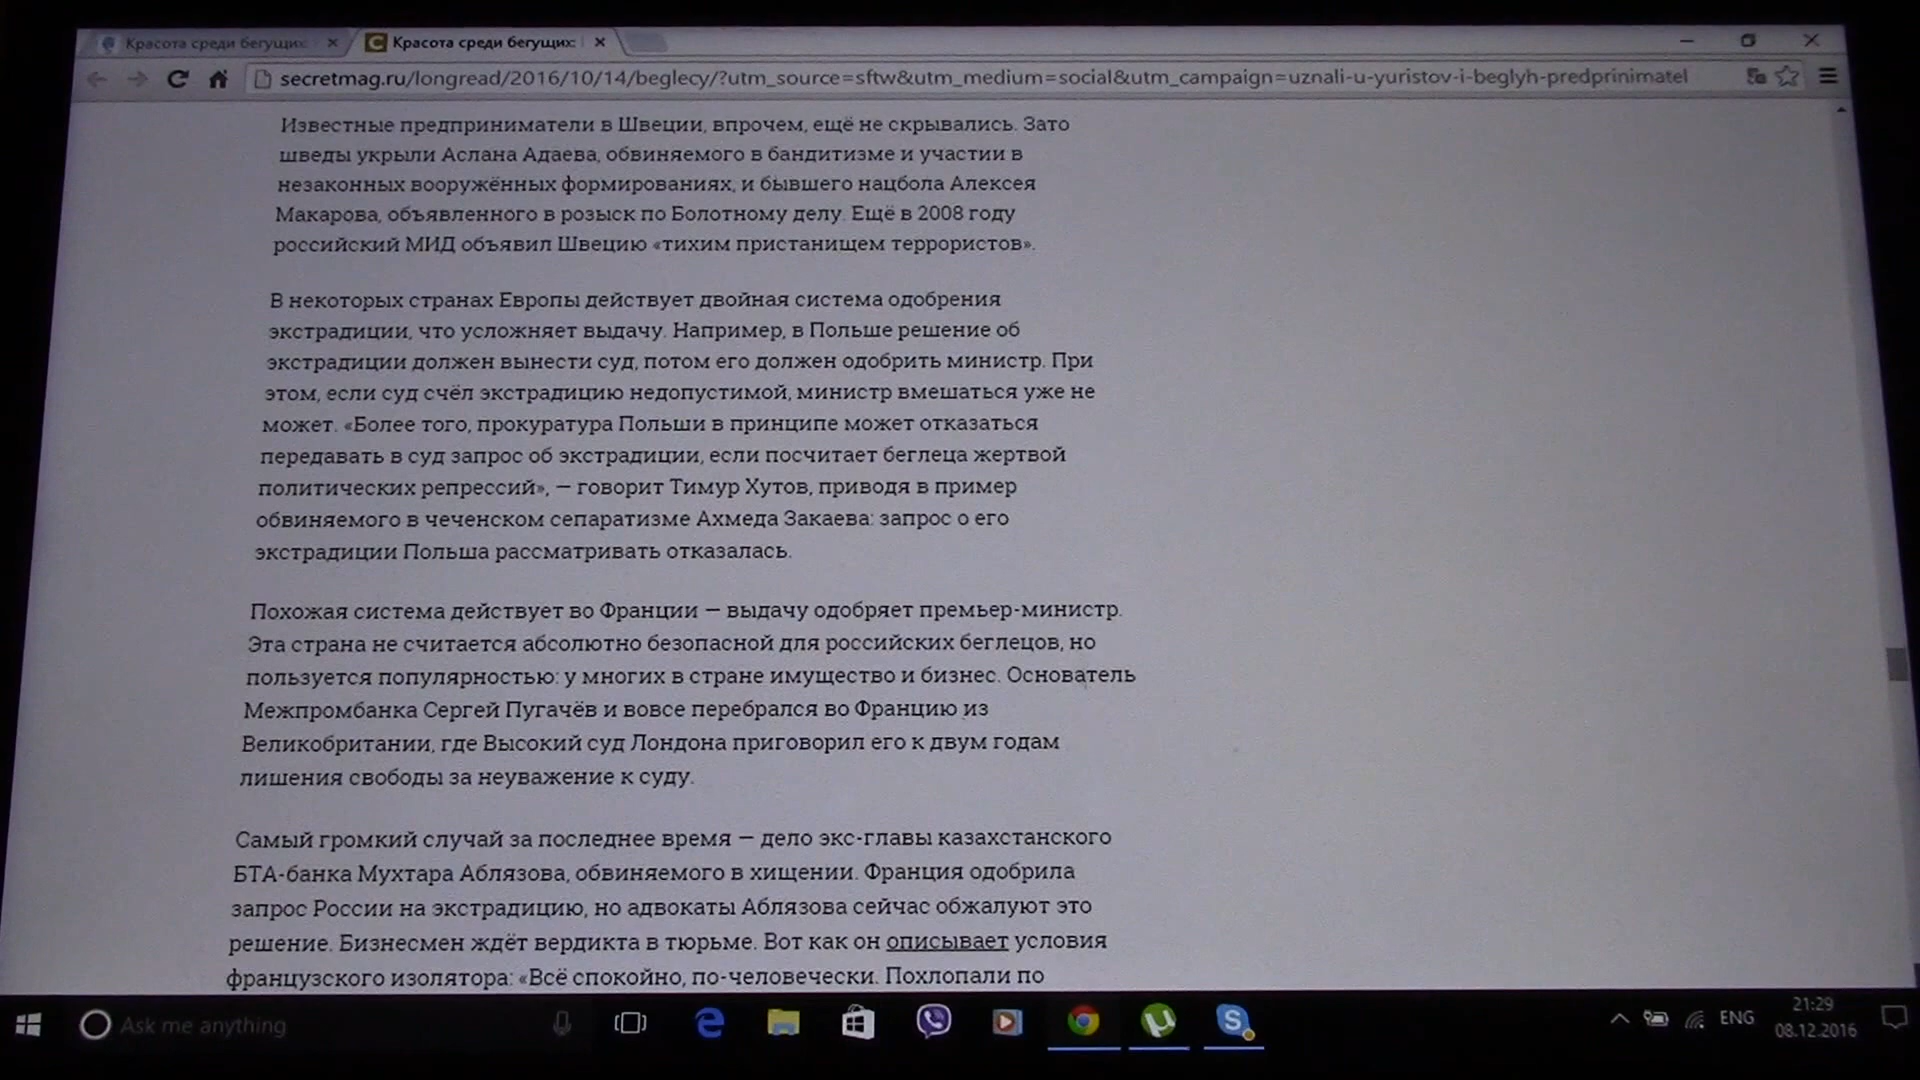 Красота среди бегущих:
Красота среди бегущих:
secretmag.ru/longread/2016/10/14/beglecy/?utm_source=sftw&utm_medium=social&utm_campaign=uznali-u-yuristov-i-beglyh-predprinimatel
Известные предприниматели в Швеции, впрочем, ещё не скрывались. Зато
шведы укрыли Аслана Адаева, обвиняемого в бандитизме и участии в
незаконных вооружённых формированиях, и бывшего нацбола Алексея
Макарова, объявленного в розыск по Болотному делу. Ещё в 2008 году
российский МИД объявил Швецию «тихим пристанищем террористов».
В некоторых странах Европы действует двойная система одобрения
экстрадиции, что усложняет выдачу. Например, в Польше решение об
экстрадиции должен вынести суд, потом его должен одобрить министр. При
этом, если суд счёл экстрадицию недопустимой, министр вмешаться уже не
может. «Более того, прокуратура Польши в принципе может отказаться
передавать в суд запрос об экстрадиции, если посчитает беглеца жертвой
политических репрессий», — говорит Тимур Хутов, приводя в пример
обвиняемого в чеченском сепаратизме Ахмеда Закаева: запрос о его
экстрадиции Польша рассматривать отказалась.
Похожая система действует во Франции — выдачу одобряет премьер-министр.
Эта страна не считается абсолютно безопасной для российских беглецов, но
пользуется популярностью: у многих в стране имущество и бизнес. Основатель
Межпромбанка Сергей Пугачёв и вовсе перебрался во Францию из
Великобритании, где Высокий суд Лондона приговорил его к двум годам
лишения свободы за неуважение к суду.
Самый громкий случай за последнее время — дело экс-главы казахстанского
БТА-банка Мухтара Аблязова, обвиняемого в хищении. Франция одобрила
запрос России на экстрадицию, но адвокаты Аблязова сейчас обжалуют это
решение. Бизнесмен ждёт вердикта в тюрьме. Вот как он описывает условия
французского изолятора: «Всё спокойно, по-человечески. Похлопали по
Ask me anything
ENG
21:29
08.12.2016